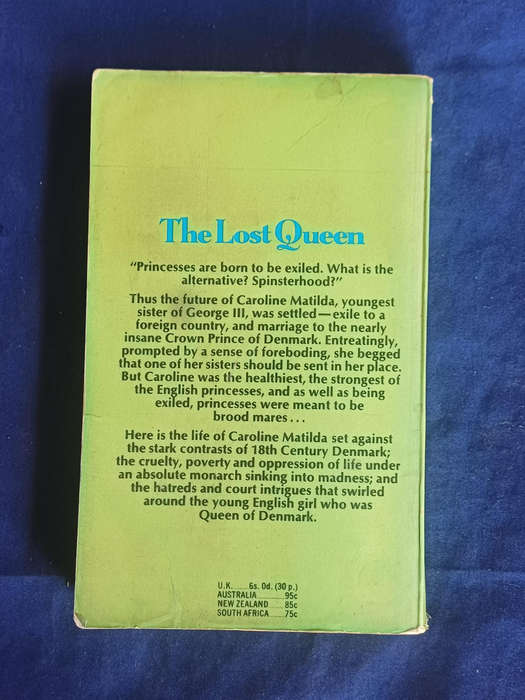 The Lost Queen
“Princesses are born to be exiled. What is the
alternative? Spinsterhood?”
Thus the future of Caroline Matilda, youngest
sister of George III, was settled—exile to a
foreign country, and marriage to the nearly
insane Crown Prince of Denmark. Entreatingly,
prompted by a sense of foreboding, she begged
that one of her sisters should be sent in her place.
But Caroline was the healthiest, the strongest of
the English princesses, and as well as being
exiled, princesses were meant to be
brood mares...
Here is the life of Caroline Matilda set against
the stark contrasts of 18th Century Denmark;
the cruelty, poverty and oppression of life under
an absolute monarch sinking into madness; and
the hatreds and court intrigues that swirled
around the young English girl who was
Queen of Denmark.
U.K. ...... 6s. 0d. (30 p.)
AUSTRALIA ...... 95c
NEW ZEALAND ...... 85c
SOUTH AFRICA ...... 75c